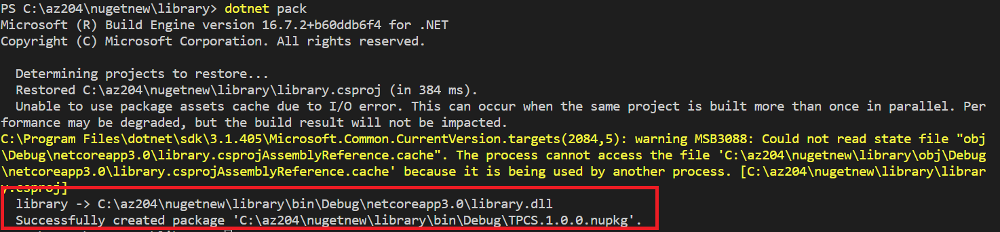 PS C:\az204\nugetnew\library> dotnet pack
Microsoft (R) Build Engine version 16.7.2+b60ddb6f4 for .NET
Copyright (C) Microsoft Corporation. All rights reserved.
Determining projects to restore...
Restored C:\az204\nugetnew\library\library.csproj (in 384 ms).
Unable to use package assets cache due to I/O error. This can occur when the same project is built more than once in parallel. Per
formance may be degraded, but the build result will not be impacted.
C:\Program Files\dotnet\sdk\3.1.405\Microsoft.Common.CurrentVersion.targets(2084,5): warning MSB3088: Could not read state file "obj
\Debug\netcoreapp3.0\library.csprojAssemblyReference.cache". The process cannot access the file 'C:\az204\nugetnew\library\obj\Debug
\netcoreapp3.0\library.csprojAssemblyReference.cache' because it is being used by another process. [C:\az204\nugetnew\library\librar
y.csproj]
library -> C:\az204\nugetnew\library\bin\Debug\netcoreapp3.0\library.dll
Successfully created package 'C:\az204\nugetnew\library\bin\Debug\TPCS.1.0.0.nupkg'.